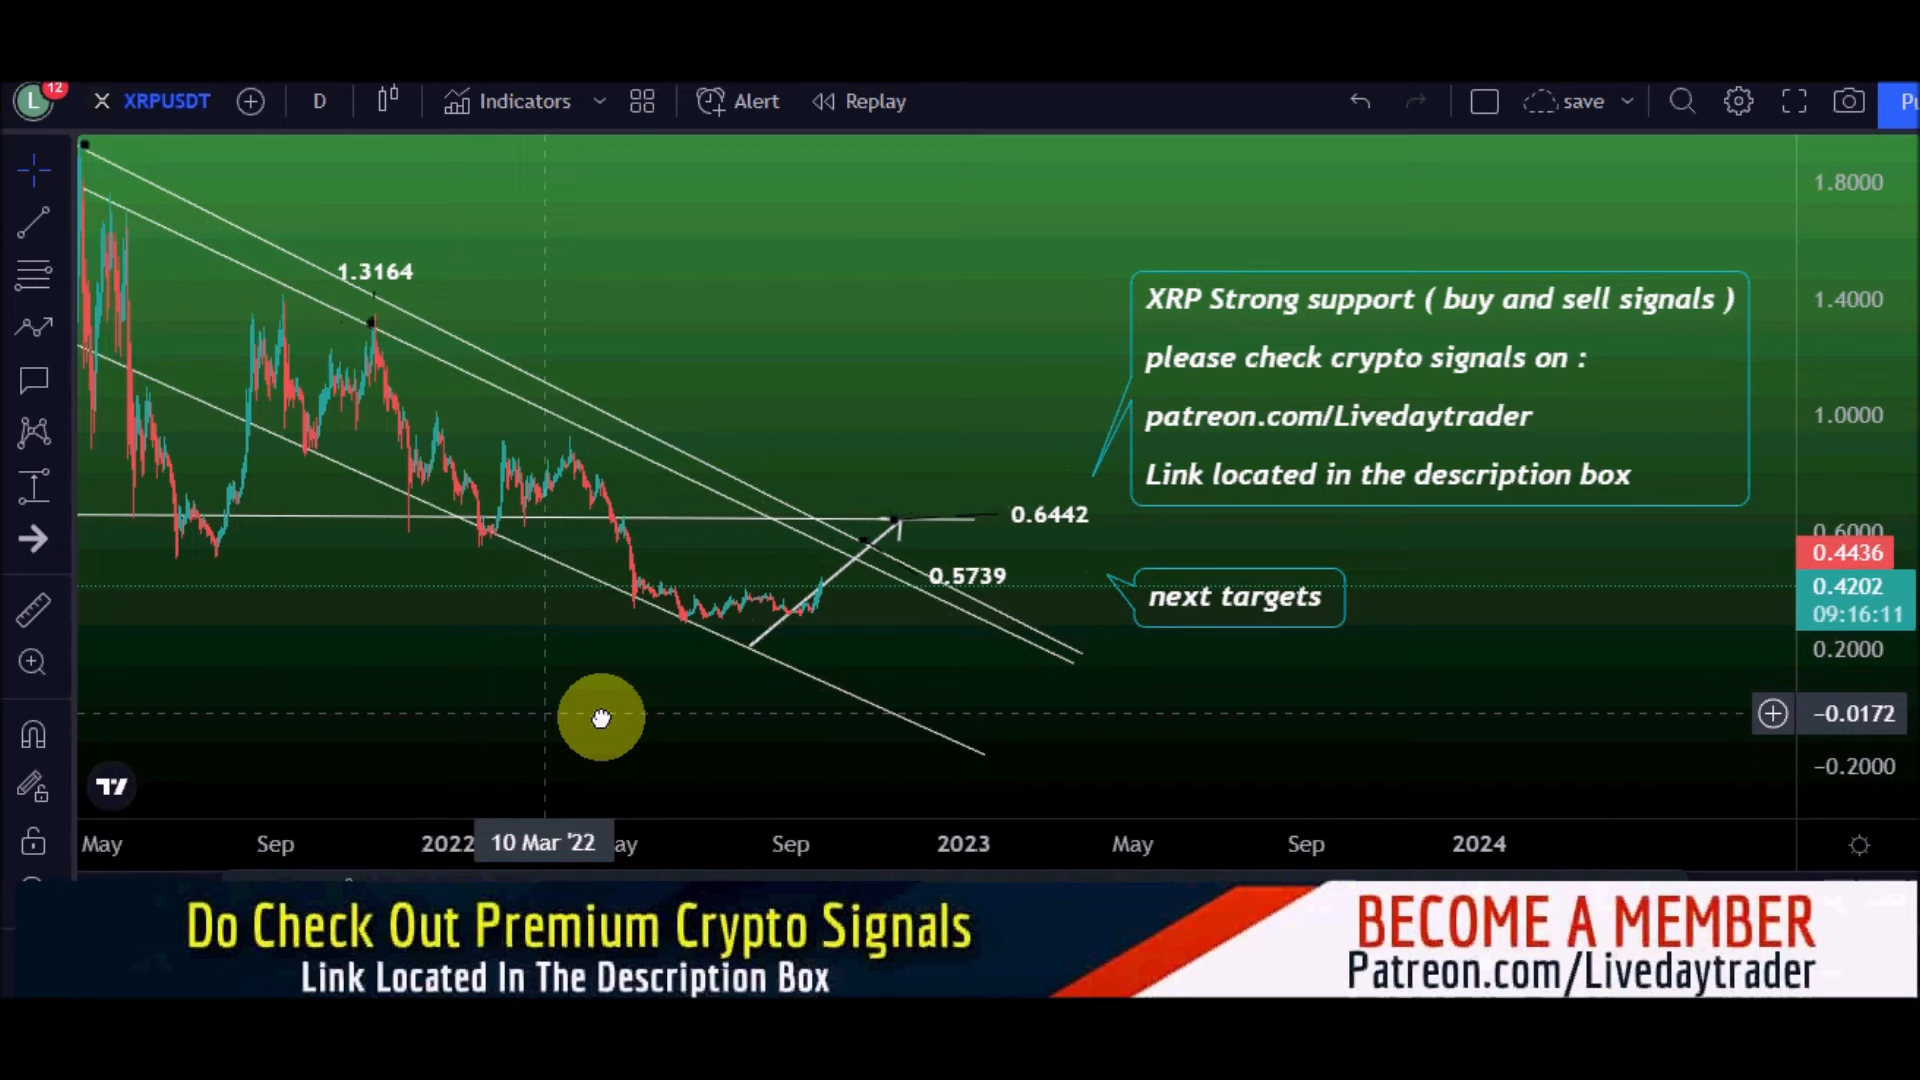 L
12
XRPUSDT
D
Indicators
Alert
Replay
save
Pu
1.3164
XRP Strong support ( buy and sell signals )
please check crypto signals on :
patreon.com/Livedaytrader
Link located in the description box
0.6442
0.5739
next targets
1.8000
1.4000
1.0000
0.6000
0.4436
0.4202
09:16:11
0.2000
−0.0172
−0.2000
May
Sep
2022
10 Mar '22
ay
Sep
2023
May
Sep
2024
Do Check Out Premium Crypto Signals
Link Located In The Description Box
BECOME A MEMBER
Patreon.com/Livedaytrader